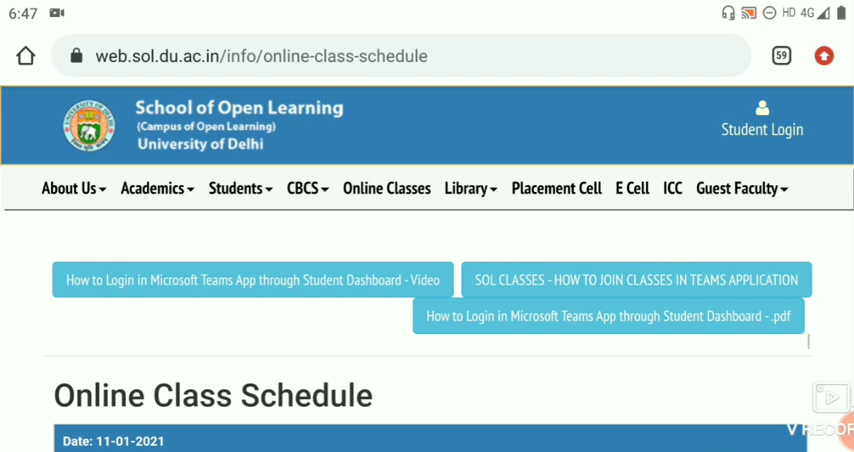 6:47 HD 4G
web.sol.du.ac.in/info/online-class-schedule 59
School of Open Learning
(Campus of Open Learning)
University of Delhi
Student Login
About Us Academics Students CBCS Online Classes Library Placement Cell E Cell ICC Guest Faculty
How to Login in Microsoft Teams App through Student Dashboard - Video
SOL CLASSES - HOW TO JOIN CLASSES IN TEAMS APPLICATION
How to Login in Microsoft Teams App through Student Dashboard - .pdf
Online Class Schedule
V RECOR
Date: 11-01-2021